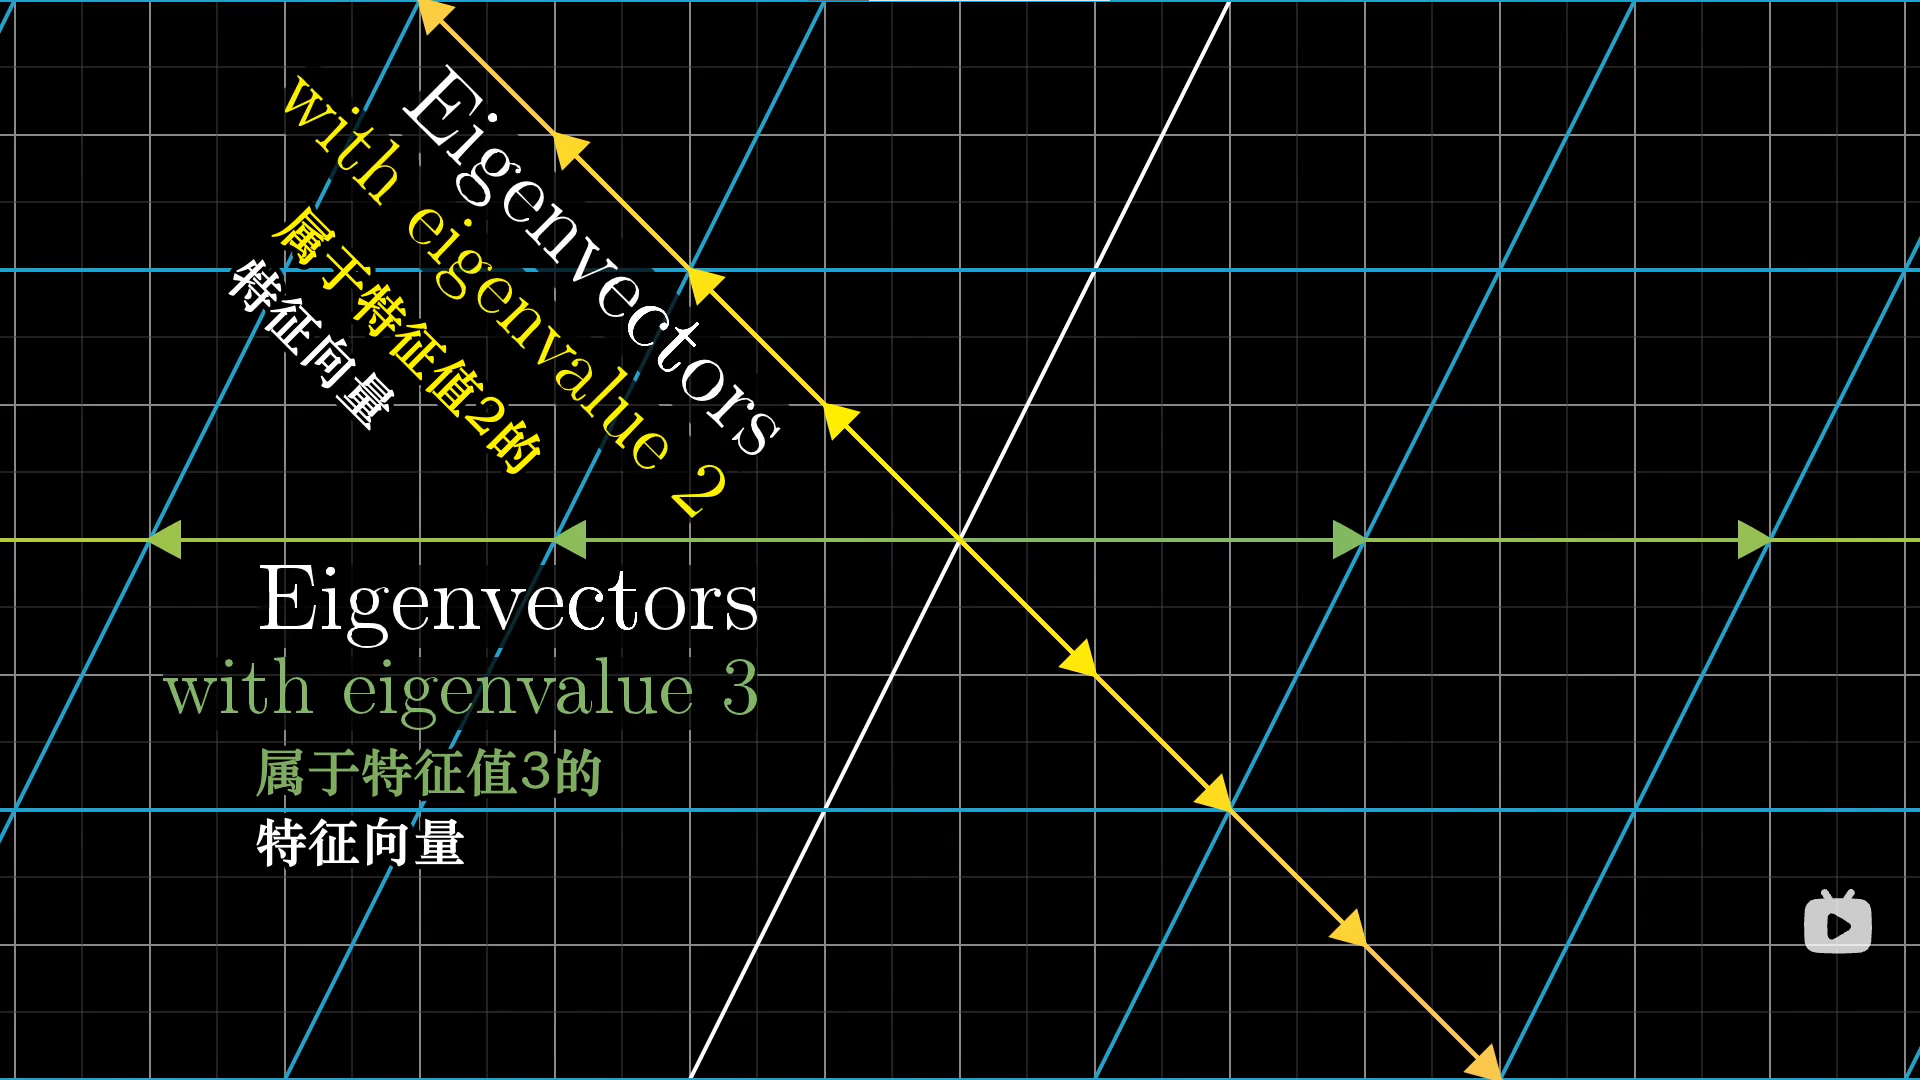 Eigenvectors
with eigenvalue 2
属于特征值2的
特征向量
Eigenvectors
with eigenvalue 3
属于特征值3的
特征向量